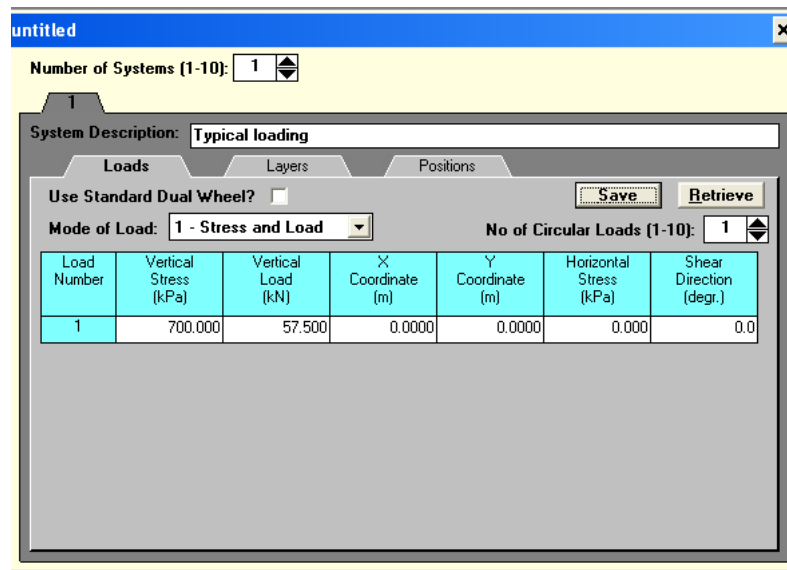 untitled
Number of Systems (1-10): 1
1
System Description: Typical loading
Loads Layers Positions
Use Standard Dual Wheel? Save Retrieve
Mode of Load: 1 - Stress and Load No of Circular Loads (1-10): 1
Load Vertical Vertical X Y Horizontal Shear
Number Stress Load Coordinate Coordinate Stress Direction
(kPa) (kN) (m) (m) (kPa) (degr.)
1 700.000 57.500 0.0000 0.0000 0.000 0.0